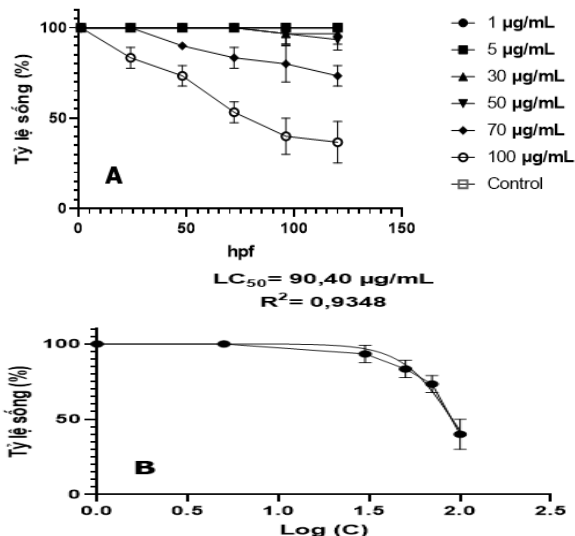 Tỷ lệ sống (%)
100
50
0
0
50
100
150
hpf
A
1 µg/mL
5 µg/mL
30 µg/mL
50 µg/mL
70 µg/mL
100 µg/mL
Control
LC50= 90,40 µg/mL
R2= 0,9348
Tỷ lệ sống (%)
100
50
0
0.0
0.5
1.0
1.5
2.0
2.5
Log (C)
B